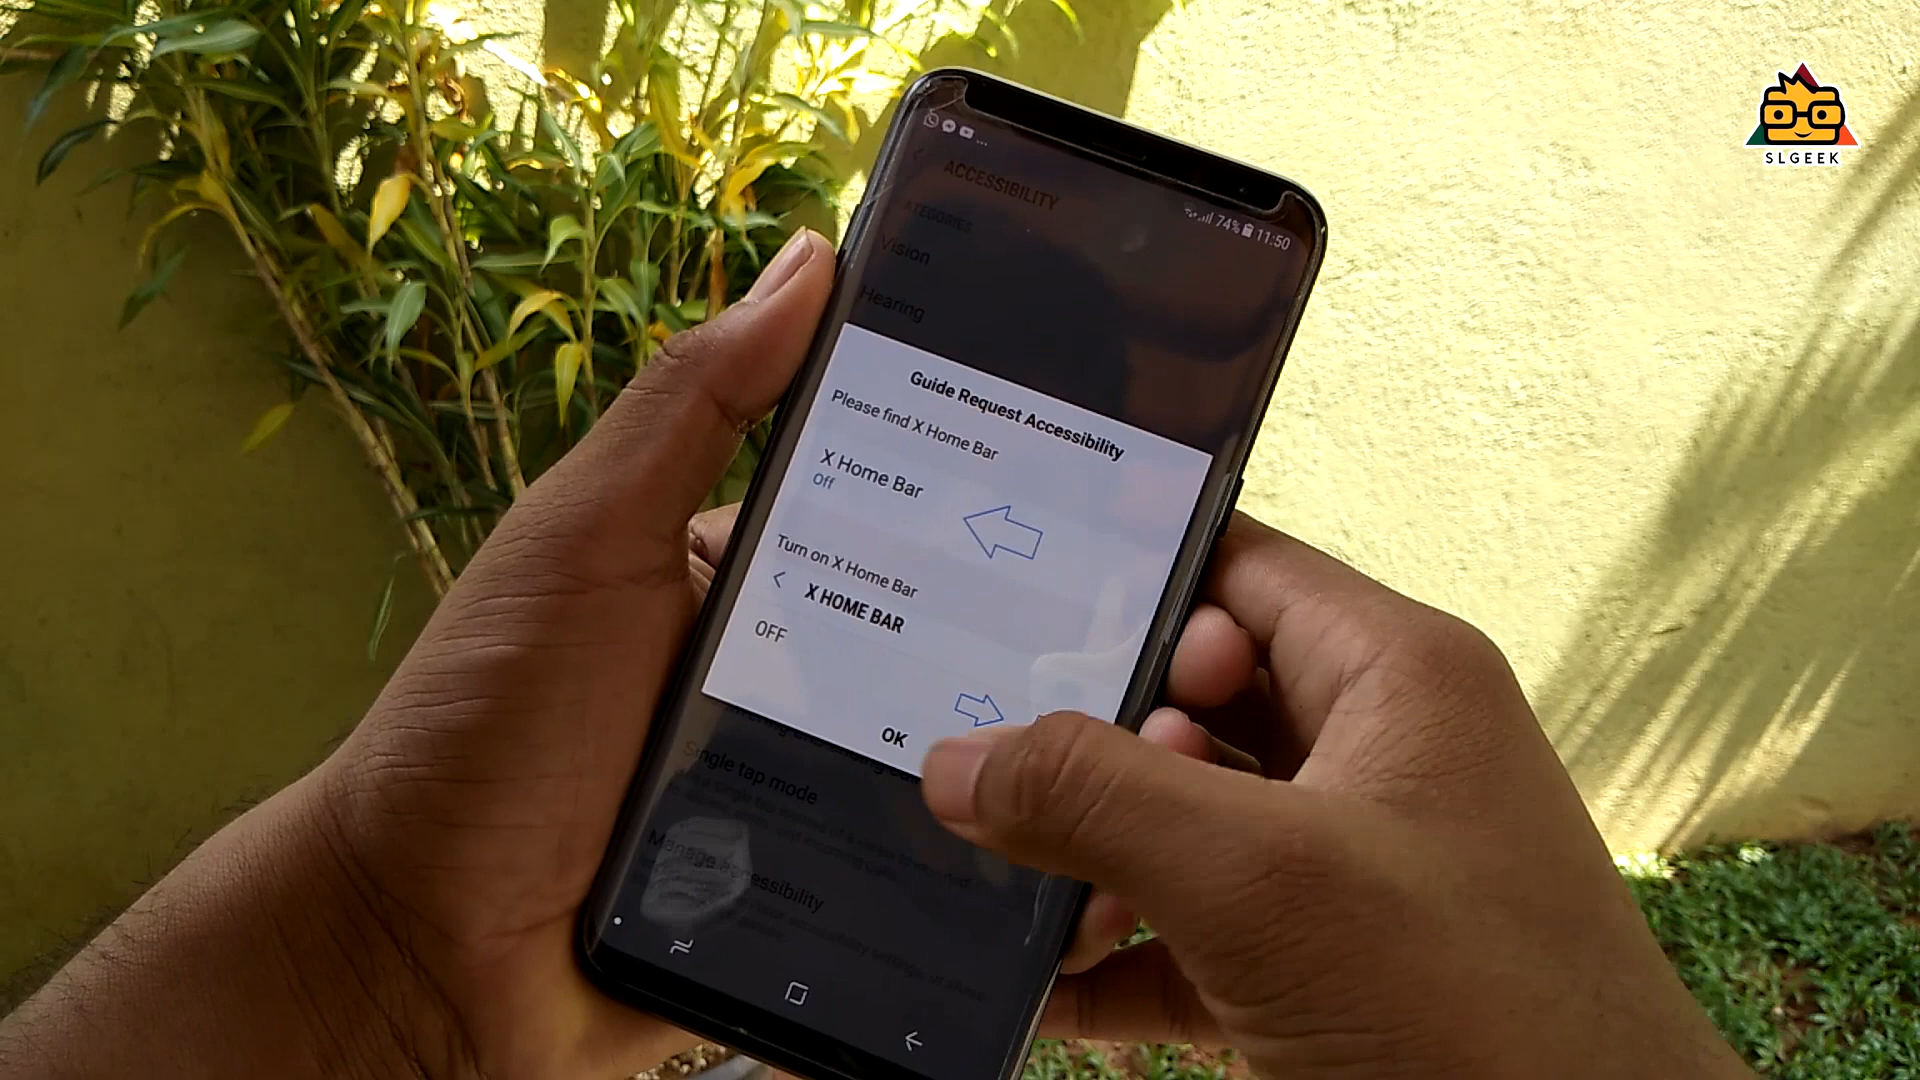 SLGEEK
...
74% 11:50
ACCESSIBILITY
Vision
Hearing
Guide Request Accessibility
Please find X Home Bar
X Home Bar
Off
Turn on X Home Bar
X HOME BAR
OFF
OK
Single tap mode
Manage accessibility